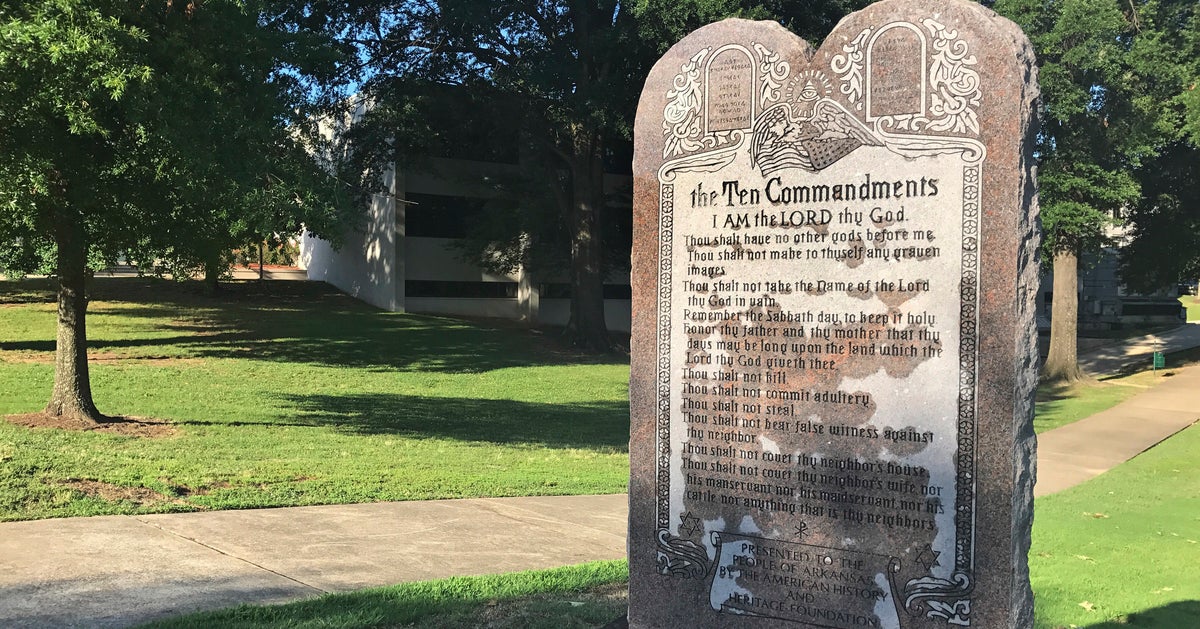 the Ten Commandments
I AM the LORD thy God.
Thou shalt have no other gods before me.
Thou shalt not make to thyself any graven
images.
Thou shalt not take the Name of the Lord
thy God in vain.
Remember the Sabbath day, to keep it holy.
Honor thy father and thy mother that thy
days may be long upon the land which the
Lord thy God giveth thee.
Thou shalt not kill.
Thou shalt not commit adultery.
Thou shalt not steal.
Thou shalt not bear false witness against
thy neighbor.
Thou shalt not covet thy neighbor's house.
Thou shalt not covet thy neighbor's wife nor
his manservant nor his maidservant nor his
cattle nor anything that is thy neighbor's.
PRESENTED TO THE
PEOPLE OF ARKANSAS
BY THE AMERICAN HISTORY
AND
HERITAGE FOUNDATION